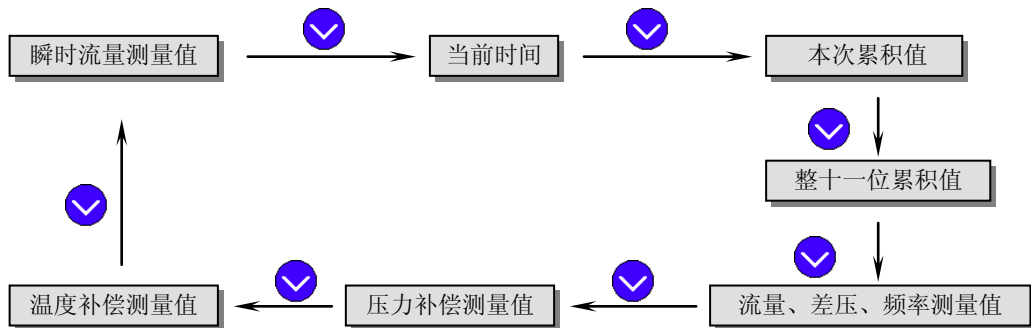 瞬时流量测量值
当前时间
本次累积值
整十一位累积值
流量、差压、频率测量值
压力补偿测量值
温度补偿测量值